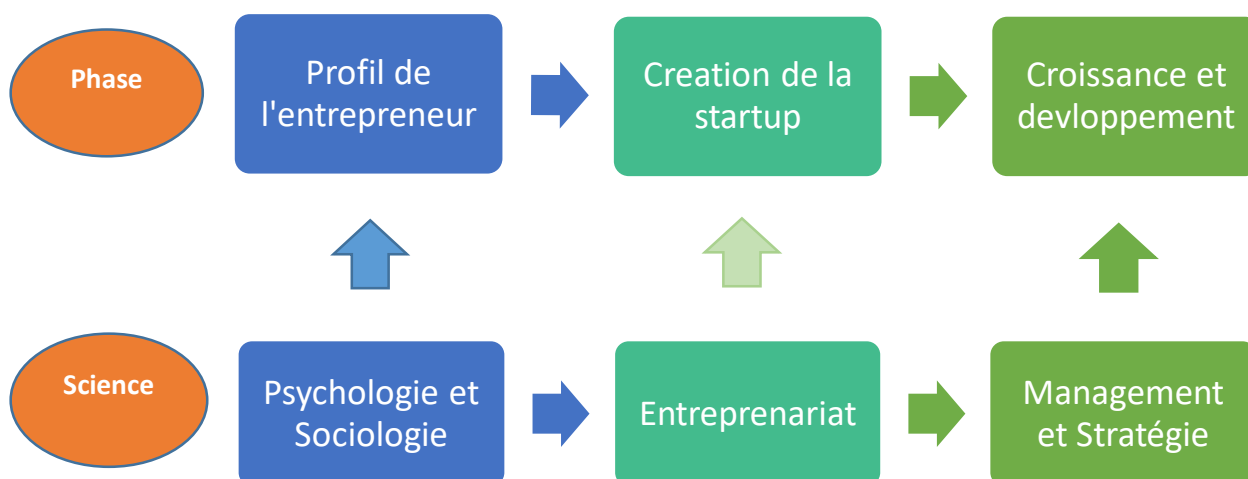 Phase
Profil de
l'entrepreneur
Creation de la
startup
Croissance et
devloppement
Science
Psychologie et
Sociologie
Entreprenariat
Management
et Stratégie